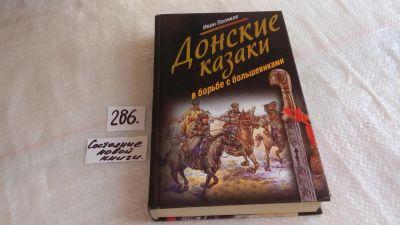 Иван Поляков
Донские
казаки
в борьбе с большевиками
286.
Состояние
новой
книги.